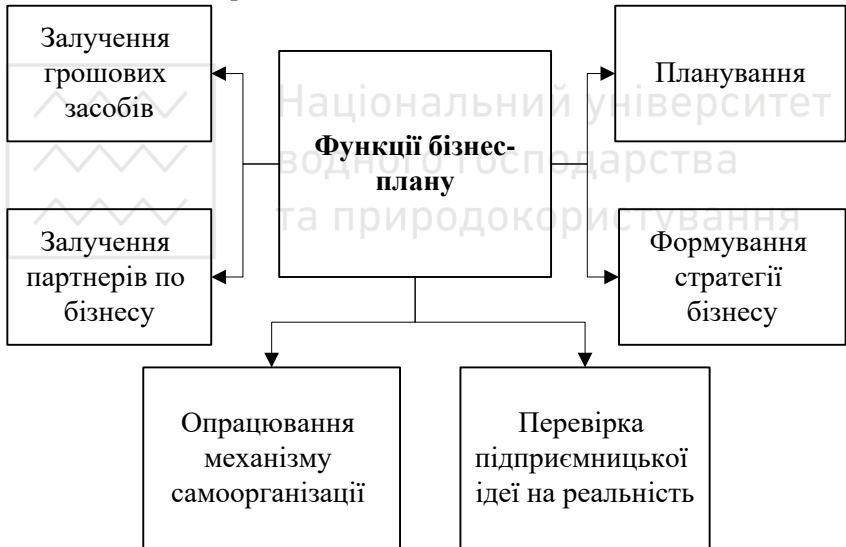 Залучення
грошових
засобів
Планування
Національний університет
водного господарства
та природокористування
Функції бізнес-
плану
Залучення
партнерів по
бізнесу
Формування
стратегії
бізнесу
Опрацювання
механізму
самоорганізації
Перевірка
підприємницької
ідеї на реальність